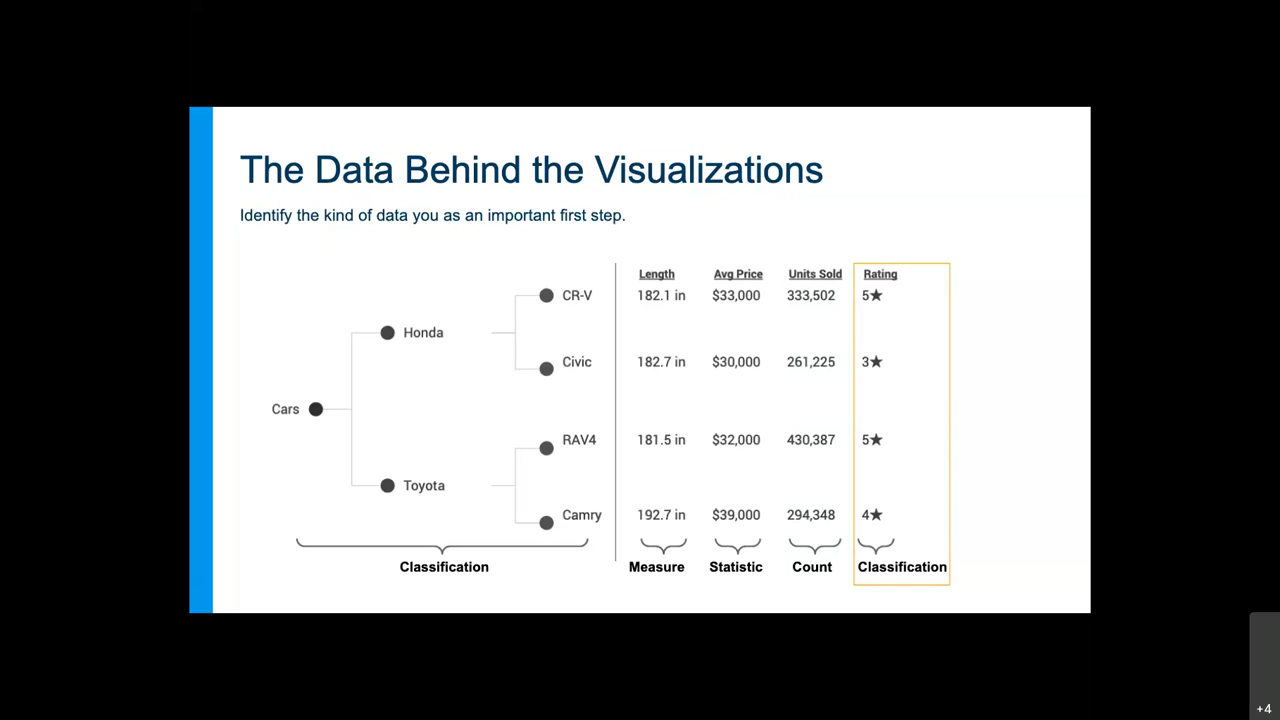 The Data Behind the Visualizations
Identify the kind of data you as an important first step.
Length Avg Price Units Sold Rating
CR-V 182.1 in $33,000 333,502 5★
Honda
Civic 182.7 in $30,000 261,225 3★
Cars
RAV4 181.5 in $32,000 430,387 5★
Toyota
Camry 192.7 in $39,000 294,348 4★
Classification Measure Statistic Count Classification
+4